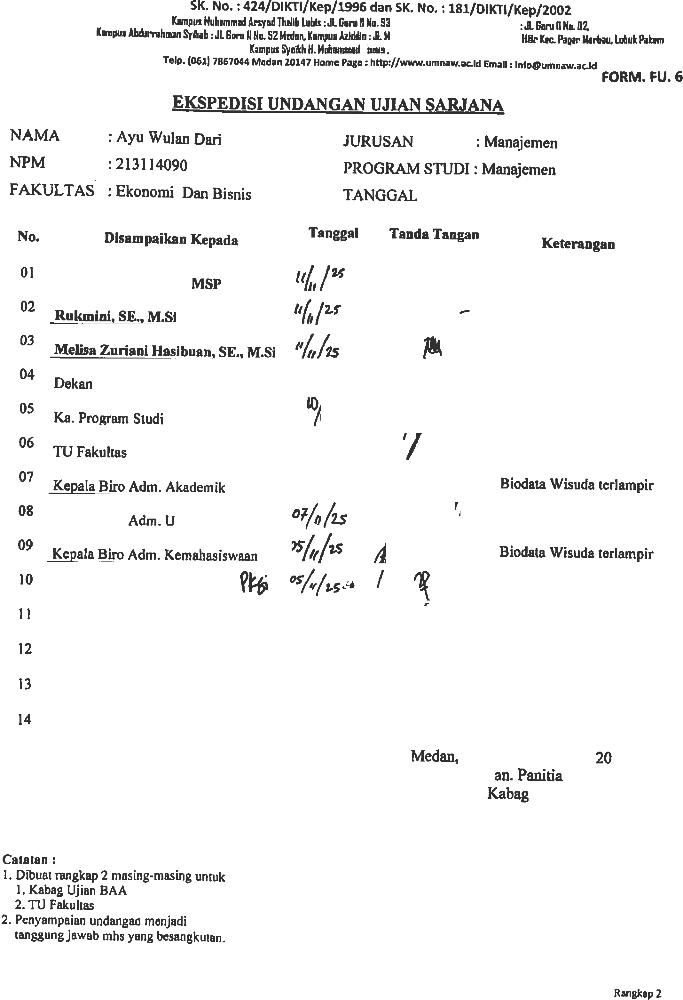 SK. No. : 424/DIKTI/Kep/1996 dan SK. No. : 181/DIKTI/Kep/2002
Kampus Muhammad Arsyad Thalib Lubis : JL. Garu II No. 93 : JL. Garu II No. 02,
Kampus Abdurrahman Syihab : JL. Garu II No. 52 Medan, Kampus Aziddin : JL. M Hilir Kec. Pagar Merbau, Lubuk Pakam
Kampus Syaikh H. Muhammad
Telp. (061) 7867044 Medan 20147 Home Page : http://www.umnaw.ac.id Email : info@umnaw.ac.id
FORM. FU. 6
EKSPEDISI UNDANGAN UJIAN SARJANA
NAMA : Ayu Wulan Dari JURUSAN : Manajemen
NPM : 213114090 PROGRAM STUDI : Manajemen
FAKULTAS : Ekonomi Dan Bisnis TANGGAL
No. Disampaikan Kepada Tanggal Tanda Tangan Keterangan
01 MSP 11/11/25
02 Rukmini, SE., M.Si 11/11/25
03 Melisa Zuriani Hasibuan, SE., M.Si 11/11/25
04 Dekan
05 Ka. Program Studi 10/
06 TU Fakultas
07 Kepala Biro Adm. Akademik Biodata Wisuda terlampir
08 Adm. U 07/11/25
09 Kepala Biro Adm. Kemahasiswaan 05/11/25 Biodata Wisuda terlampir
10 05/11/25
11
12
13
14
Medan, 20
an. Panitia
Kabag
Catatan :
1. Dibuat rangkap 2 masing-masing untuk
1. Kabag Ujian BAA
2. TU Fakultas
2. Penyampaian undangan menjadi
tanggung jawab mhs yang besangkutan.
Rangkap 2